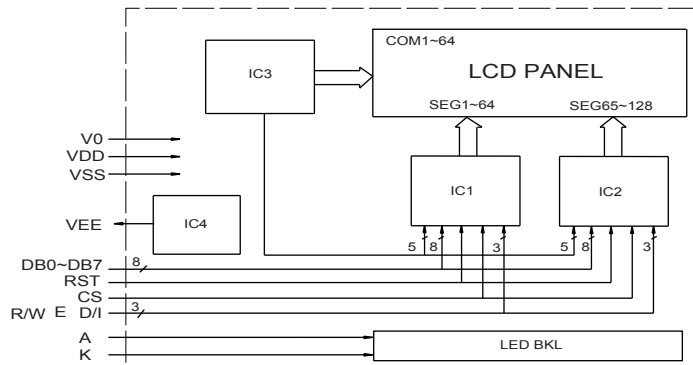 COM1~64
IC3
LCD PANEL
SEG1~64 SEG65~128
V0
VDD
VSS
IC1 IC2
VEE
IC4
5 8 3 5 8 3
DB0~DB7 8
RST
CS
R/W E D/I 3
A
LED BKL
K